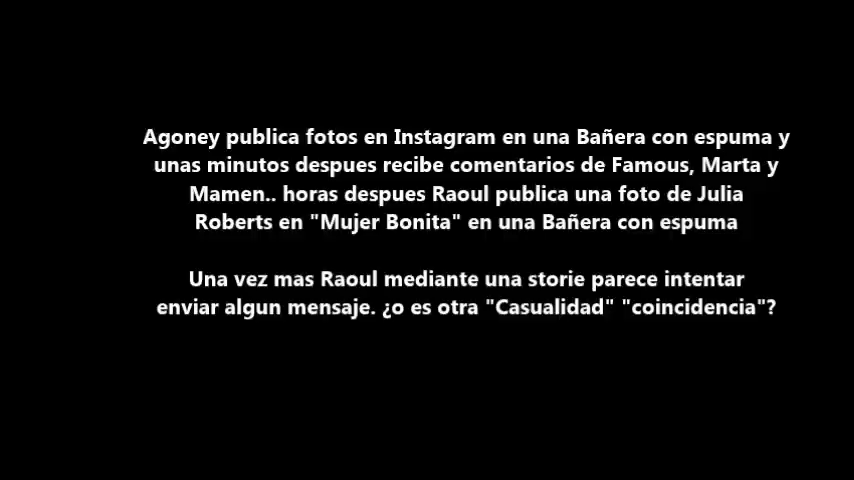 Agoney publica fotos en Instagram en una Bañera con espuma y
unas minutos despues recibe comentarios de Famous, Marta y
Mamen.. horas despues Raoul publica una foto de Julia
Roberts en "Mujer Bonita" en una Bañera con espuma
Una vez mas Raoul mediante una storie parece intentar
enviar algun mensaje. ¿o es otra "Casualidad" "coincidencia"?